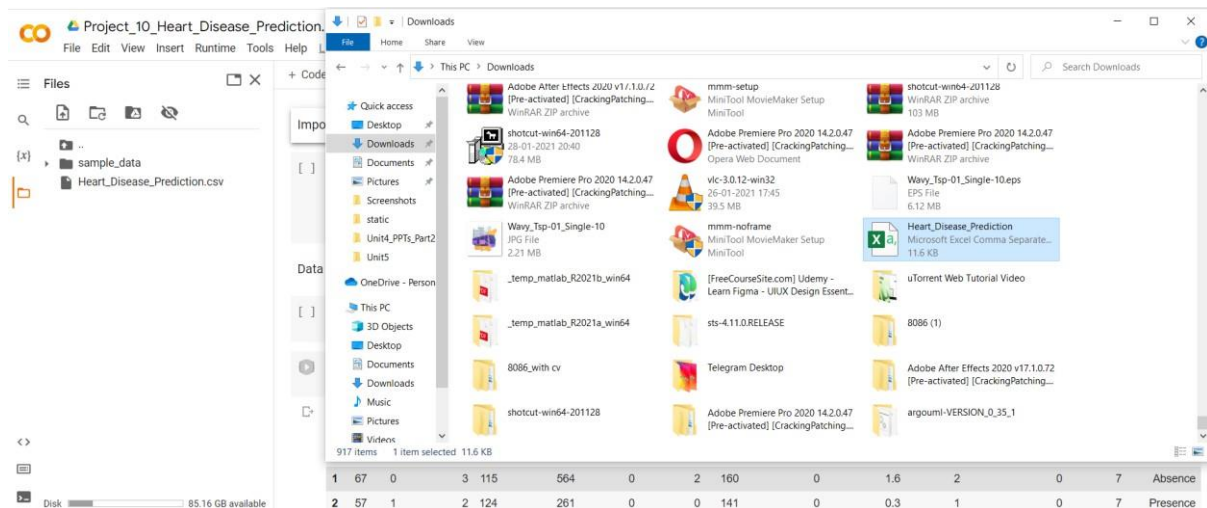 Project_10_Heart_Disease_Prediction.
File Edit View Insert Runtime Tools Help
Files
..
sample_data
Heart_Disease_Prediction.csv
{x}
<>
Disk 85.16 GB available
+ Code
Impo
[ ]
Data
[ ]
Downloads
File Home Share View
This PC > Downloads
Search Downloads
Quick access
Desktop
Downloads
Documents
Pictures
Screenshots
static
Unit4_PPTs_Part2
Unit5
OneDrive - Person
This PC
3D Objects
Desktop
Documents
Downloads
Music
Pictures
Videos
Adobe After Effects 2020 v17.1.0.72
[Pre-activated] [CrackingPatching....
WinRAR ZIP archive
mmm-setup
MiniTool MovieMaker Setup
MiniTool
shotcut-win64-201128
WinRAR ZIP archive
103 MB
shotcut-win64-201128
28-01-2021 20:40
78.4 MB
Adobe Premiere Pro 2020 14.2.0.47
[Pre-activated] [CrackingPatching....
Opera Web Document
Adobe Premiere Pro 2020 14.2.0.47
[Pre-activated] [CrackingPatching....
WinRAR ZIP archive
Adobe Premiere Pro 2020 14.2.0.47
[Pre-activated] [CrackingPatching....
WinRAR ZIP archive
vlc-3.0.12-win32
26-01-2021 17:45
39.5 MB
Wavy_Tsp-01_Single-10.eps
EPS File
6.12 MB
Wavy_Tsp-01_Single-10
JPG File
2.21 MB
mmm-noframe
MiniTool MovieMaker Setup
MiniTool
Heart_Disease_Prediction
Microsoft Excel Comma Separate...
11.6 KB
_temp_matlab_R2021b_win64
[FreeCourseSite.com] Udemy -
Learn Figma - UIUX Design Essent...
uTorrent Web Tutorial Video
_temp_matlab_R2021a_win64
sts-4.11.0.RELEASE
8086 (1)
8086_with cv
Telegram Desktop
Adobe After Effects 2020 v17.1.0.72
[Pre-activated] [CrackingPatching....
shotcut-win64-201128
Adobe Premiere Pro 2020 14.2.0.47
[Pre-activated] [CrackingPatching....
argouml-VERSION_0_35_1
917 items 1 item selected 11.6 KB
1 67 0 3 115 564 0 2 160 0 1.6 2 0 7 Absence
2 57 1 2 124 261 0 0 141 0 0.3 1 0 7 Presence